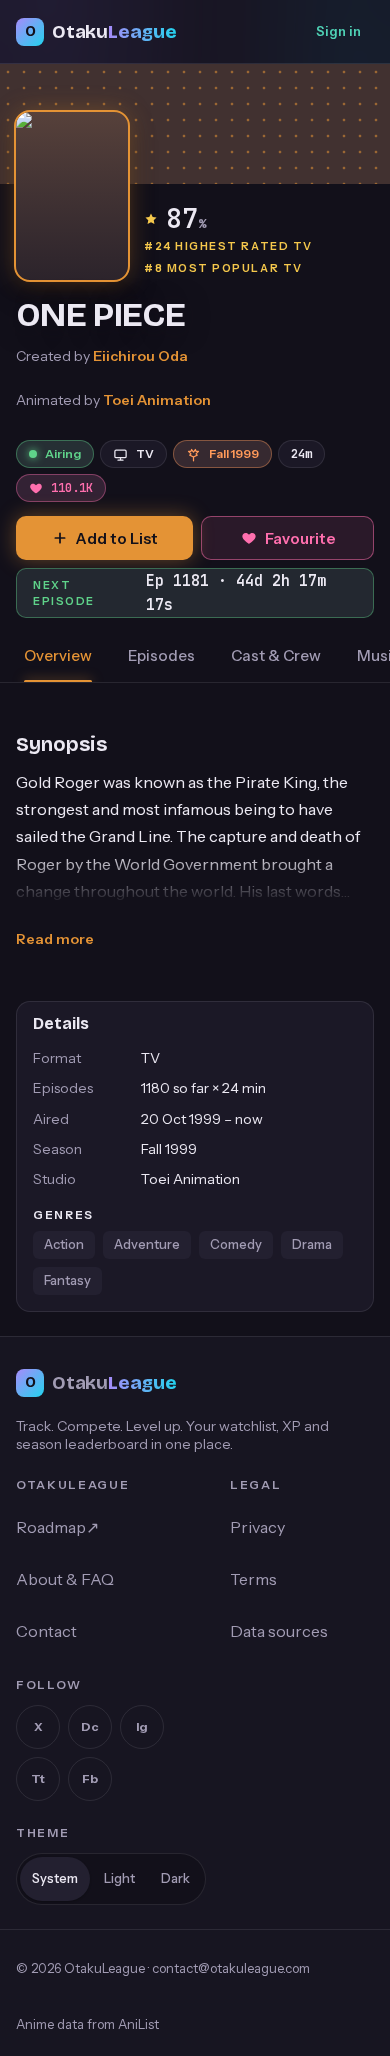 O OtakuLeague Sign in
87%
#24 HIGHEST RATED TV
#8 MOST POPULAR TV
ONE PIECE
Created by Eiichirou Oda
Animated by Toei Animation
Airing TV Fall 1999 24m
110.1K
Add to List Favourite
NEXT EPISODE
Ep 1181 · 44d 2h 17m 17s
Overview Episodes Cast & Crew Musi
Synopsis
Gold Roger was known as the Pirate King, the
strongest and most infamous being to have
sailed the Grand Line. The capture and death of
Roger by the World Government brought a
change throughout the world. His last words...
Read more
Details
Format TV
Episodes 1180 so far × 24 min
Aired 20 Oct 1999 – now
Season Fall 1999
Studio Toei Animation
GENRES
Action Adventure Comedy Drama
Fantasy
O OtakuLeague
Track. Compete. Level up. Your watchlist, XP and
season leaderboard in one place.
OTAKULEAGUE
Roadmap↗
About & FAQ
Contact
LEGAL
Privacy
Terms
Data sources
FOLLOW
X Dc Ig
Tt Fb
THEME
System Light Dark
© 2026 OtakuLeague · contact@otakuleague.com
Anime data from AniList